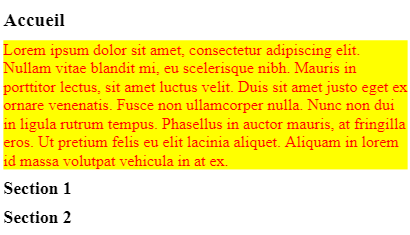 Accueil
Lorem ipsum dolor sit amet, consectetur adipiscing elit.
Nullam vitae blandit mi, eu scelerisque nibh. Mauris in
porttitor lectus, sit amet luctus velit. Duis sit amet justo eget ex
ornare venenatis. Fusce non ullamcorper nulla. Nunc non dui
in ligula rutrum tempus. Phasellus in auctor mauris, at fringilla
eros. Ut pretium felis eu elit lacinia aliquet. Aliquam in lorem
id massa volutpat vehicula in at ex.
Section 1
Section 2